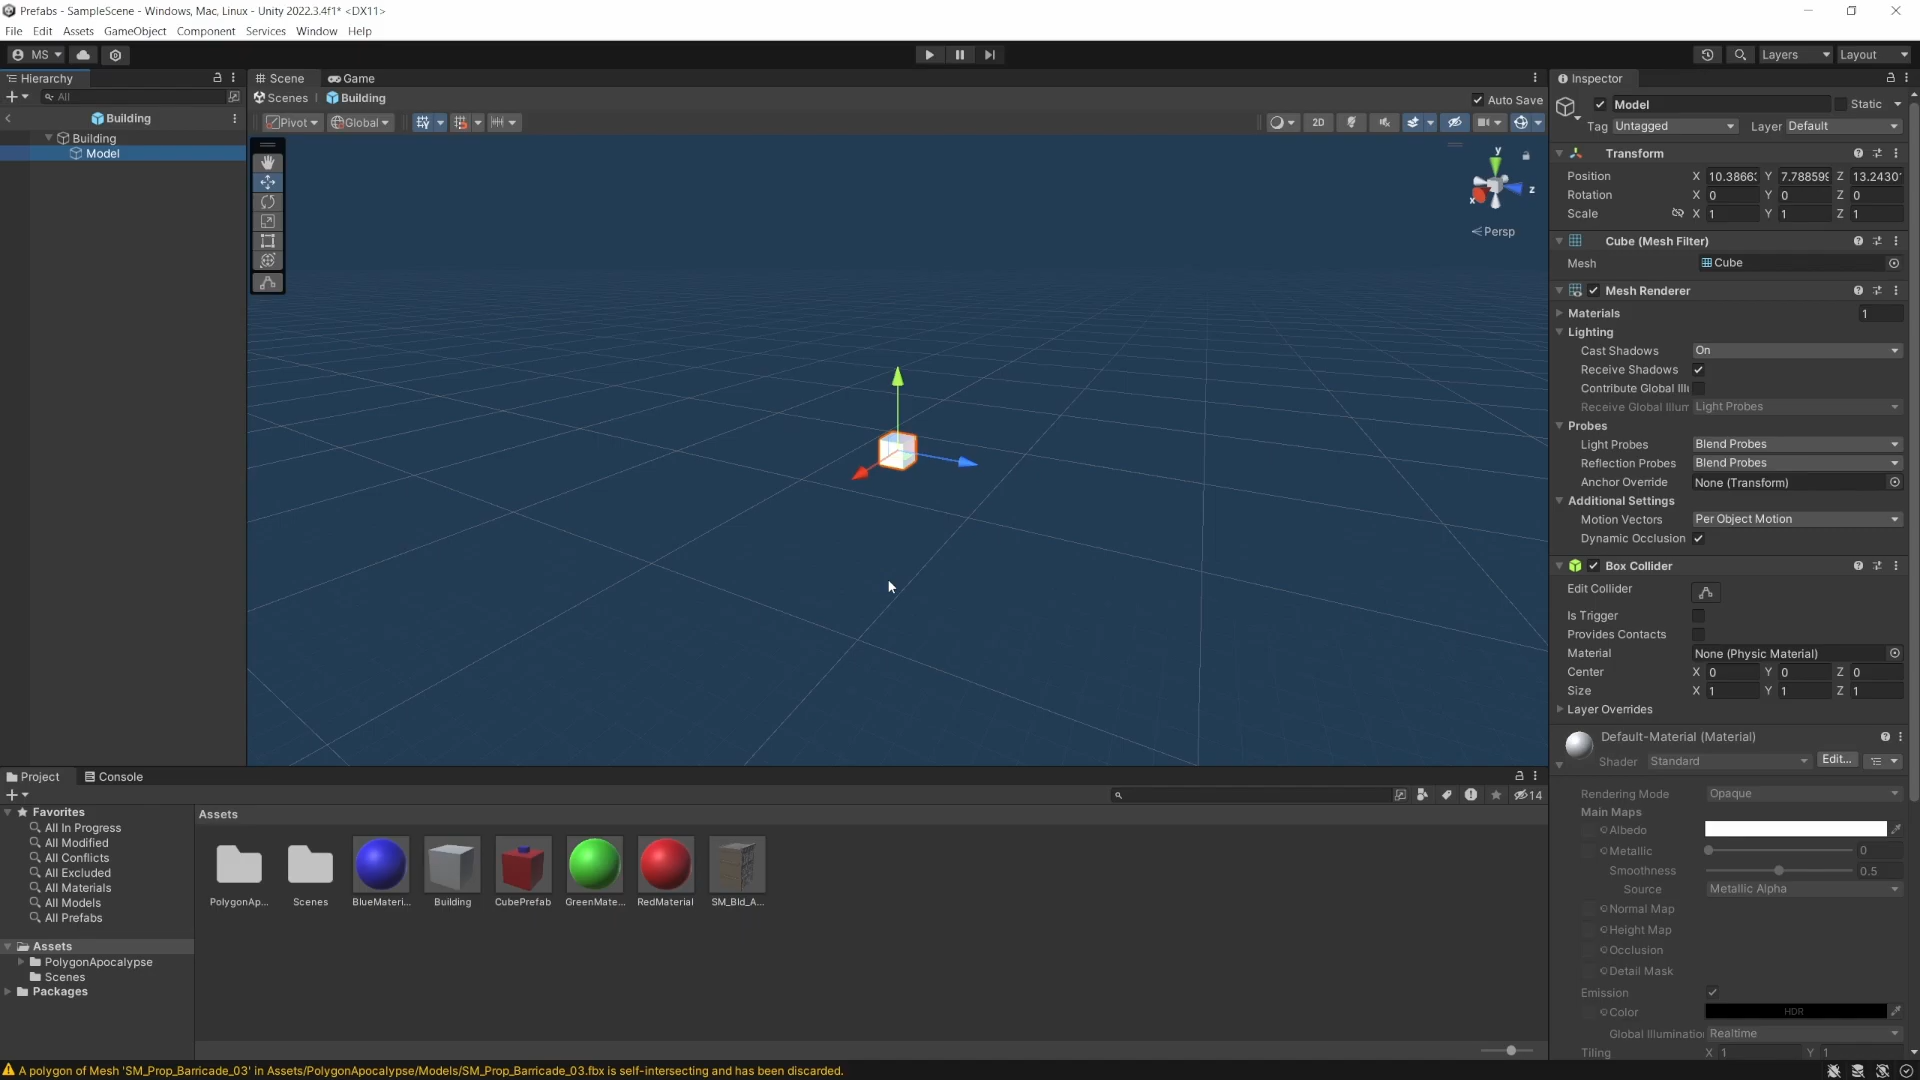 Prefabs - SampleScene - Windows, Mac, Linux - Unity 2022.3.4f1* <DX11>
File Edit Assets GameObject Component Services Window Help
MS Layers Layout
Hierarchy
All
Building
Building
Model
Scene Game
Scenes Building Auto Save
Pivot Global 2D
y
z
x
Persp
Inspector
Model Static
Tag Untagged Layer Default
Transform
Position X 10.3866 Y 7.788599 Z 13.2430
Rotation X 0 Y 0 Z 0
Scale X 1 Y 1 Z 1
Cube (Mesh Filter)
Mesh Cube
Mesh Renderer
Materials 1
Lighting
Cast Shadows On
Receive Shadows
Contribute Global Illu
Receive Global Illum Light Probes
Probes
Light Probes Blend Probes
Reflection Probes Blend Probes
Anchor Override None (Transform)
Additional Settings
Motion Vectors Per Object Motion
Dynamic Occlusion
Box Collider
Edit Collider
Is Trigger
Provides Contacts
Material None (Physic Material)
Center X 0 Y 0 Z 0
Size X 1 Y 1 Z 1
Layer Overrides
Default-Material (Material)
Shader Standard Edit...
Rendering Mode Opaque
Main Maps
Albedo
Metallic 0
Smoothness 0.5
Source Metallic Alpha
Normal Map
Height Map
Occlusion
Detail Mask
Emission
Color HDR
Global Illumination Realtime
Tiling X 1 Y 1
Project Console
14
Favorites
All In Progress
All Modified
All Conflicts
All Excluded
All Materials
All Models
All Prefabs
Assets
PolygonApocalypse
Scenes
Packages
Assets
PolygonAp... Scenes BlueMateri... Building CubePrefab GreenMate... RedMaterial SM_Bld_A...
A polygon of Mesh 'SM_Prop_Barricade_03' in Assets/PolygonApocalypse/Models/SM_Prop_Barricade_03.fbx is self-intersecting and has been discarded.